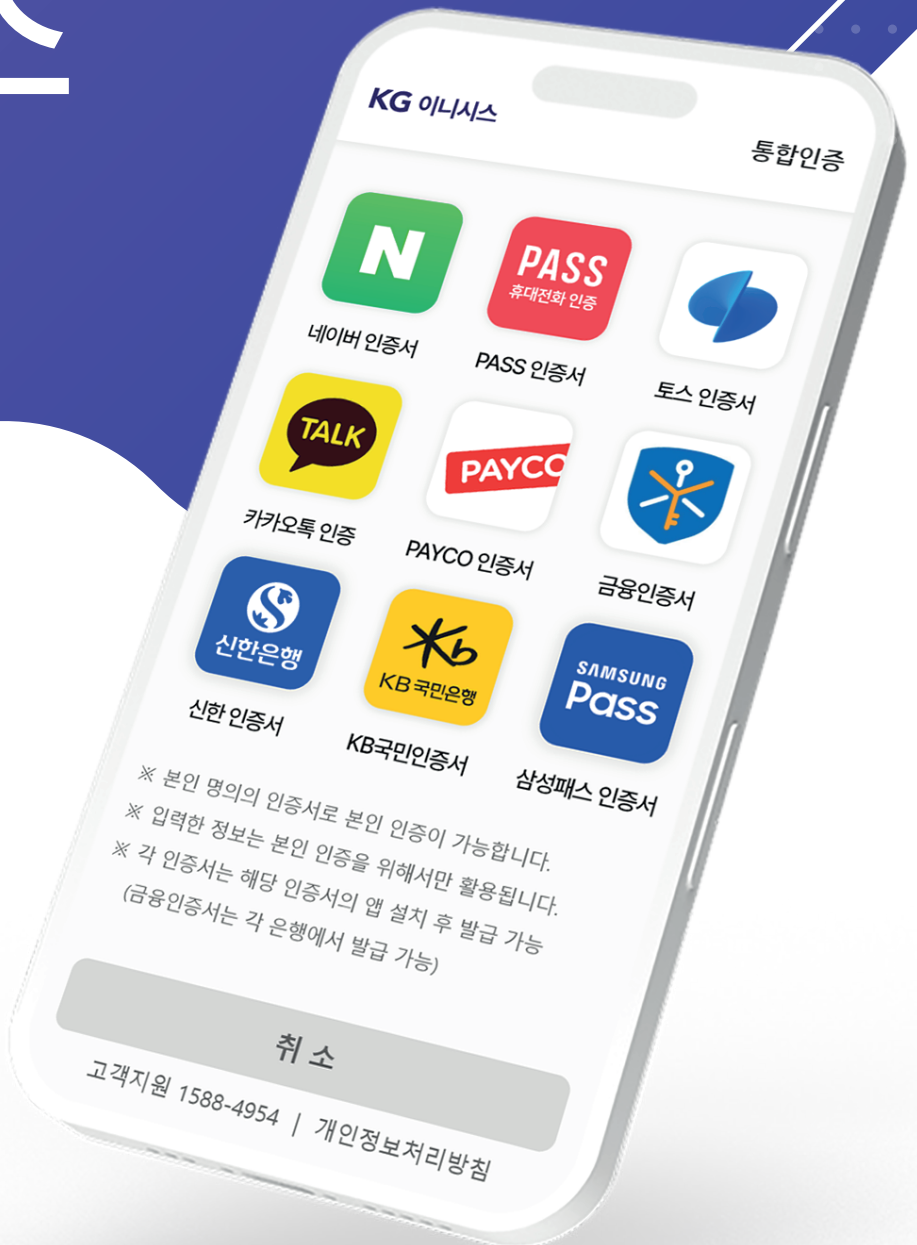 KG 이니시스
통합인증
N
PASS
휴대전화 인증
네이버 인증서
PASS 인증서
토스 인증서
TALK
PAYCO
카카오톡 인증
PAYCO 인증서
금융인증서
신한은행
KB 국민은행
SAMSUNG
Pass
신한 인증서
KB국민인증서
삼성패스 인증서
※ 본인 명의의 인증서로 본인 인증이 가능합니다.
※ 입력한 정보는 본인 인증을 위해서만 활용됩니다.
※ 각 인증서는 해당 인증서의 앱 설치 후 발급 가능
(금융인증서는 각 은행에서 발급 가능)
취 소
고객지원 1588-4954 | 개인정보처리방침